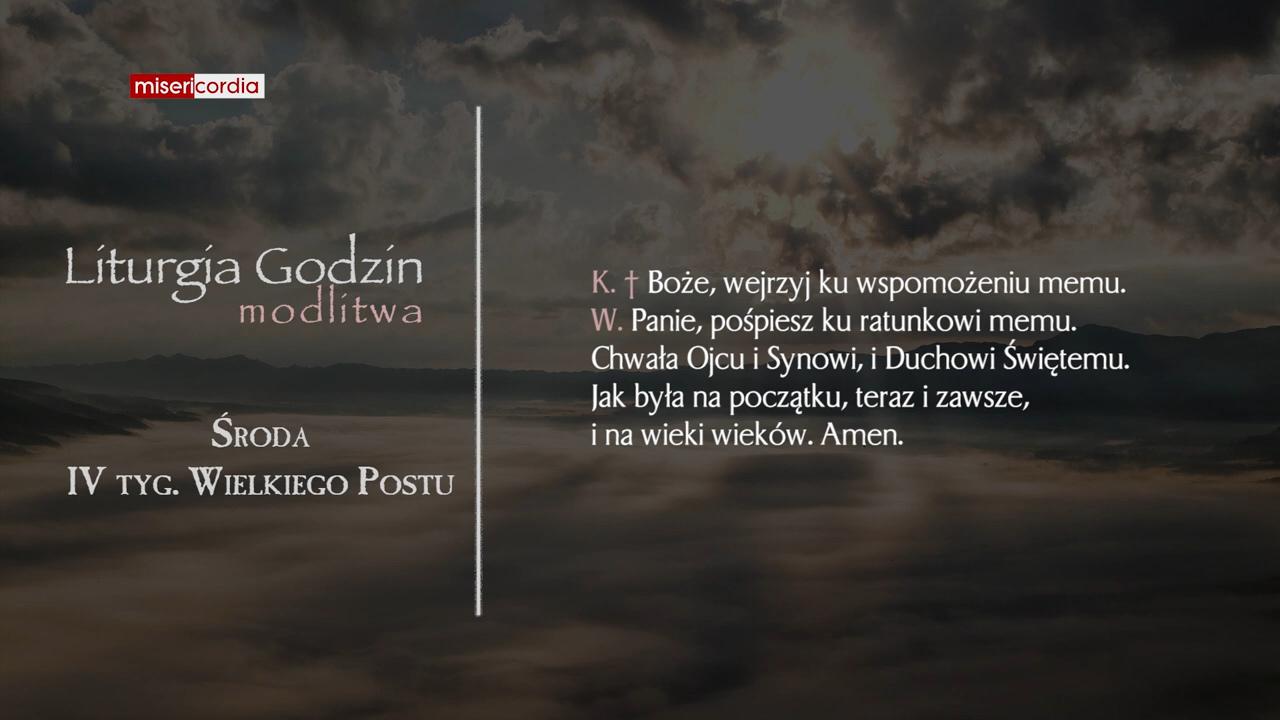 misericordia
Liturgia Godzin
modlitwa
Środa
IV tyg. Wielkiego Postu
K. † Boże, wejrzyj ku wspomożeniu memu.
W. Panie, pośpiesz ku ratunkowi memu.
Chwała Ojcu i Synowi, i Duchowi Świętemu.
Jak była na początku, teraz i zawsze,
i na wieki wieków. Amen.